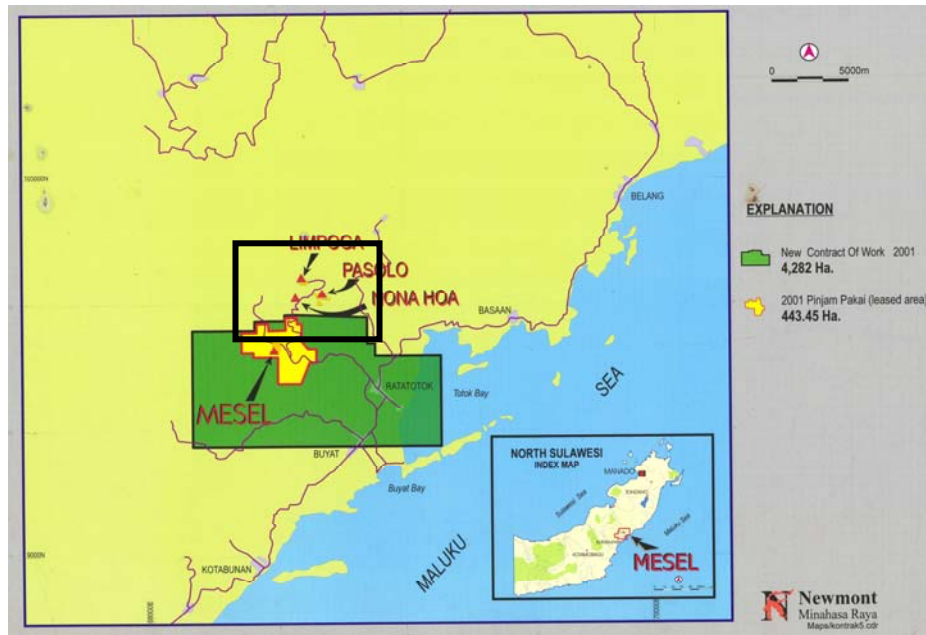 0
5000m
100000N
BELANG
LIMPOGA
PASOLO
NONA HOA
BASAAN
SEA
RATATOTOK
Totok Bay
MESEL
BUYAT
Buyat Bay
MALUKU
KOTABUNAN
NORTH SULAWESI
INDEX MAP
MANADO
Sulawesi Sea
Maluku Sea
MESEL
EXPLANATION
New Contract Of Work 2001
4,282 Ha.
2001 Pinjam Pakai (leased area)
443.45 Ha.
N Newmont
Minahasa Raya
Maps/kontrak5.cdr